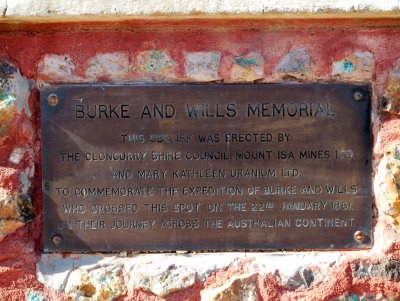 BURKE AND WILLS MEMORIAL
THIS OBELISK WAS ERECTED BY
THE CLONCURRY SHIRE COUNCIL MOUNT ISA MINES LTD
AND MARY KATHLEEN URANIUM LTD
TO COMMEMORATE THE EXPEDITION OF BURKE AND WILLS
WHO CROSSED THIS SPOT ON THE 22ND JANUARY 1861,
ON THEIR JOURNEY ACROSS THE AUSTRALIAN CONTINENT